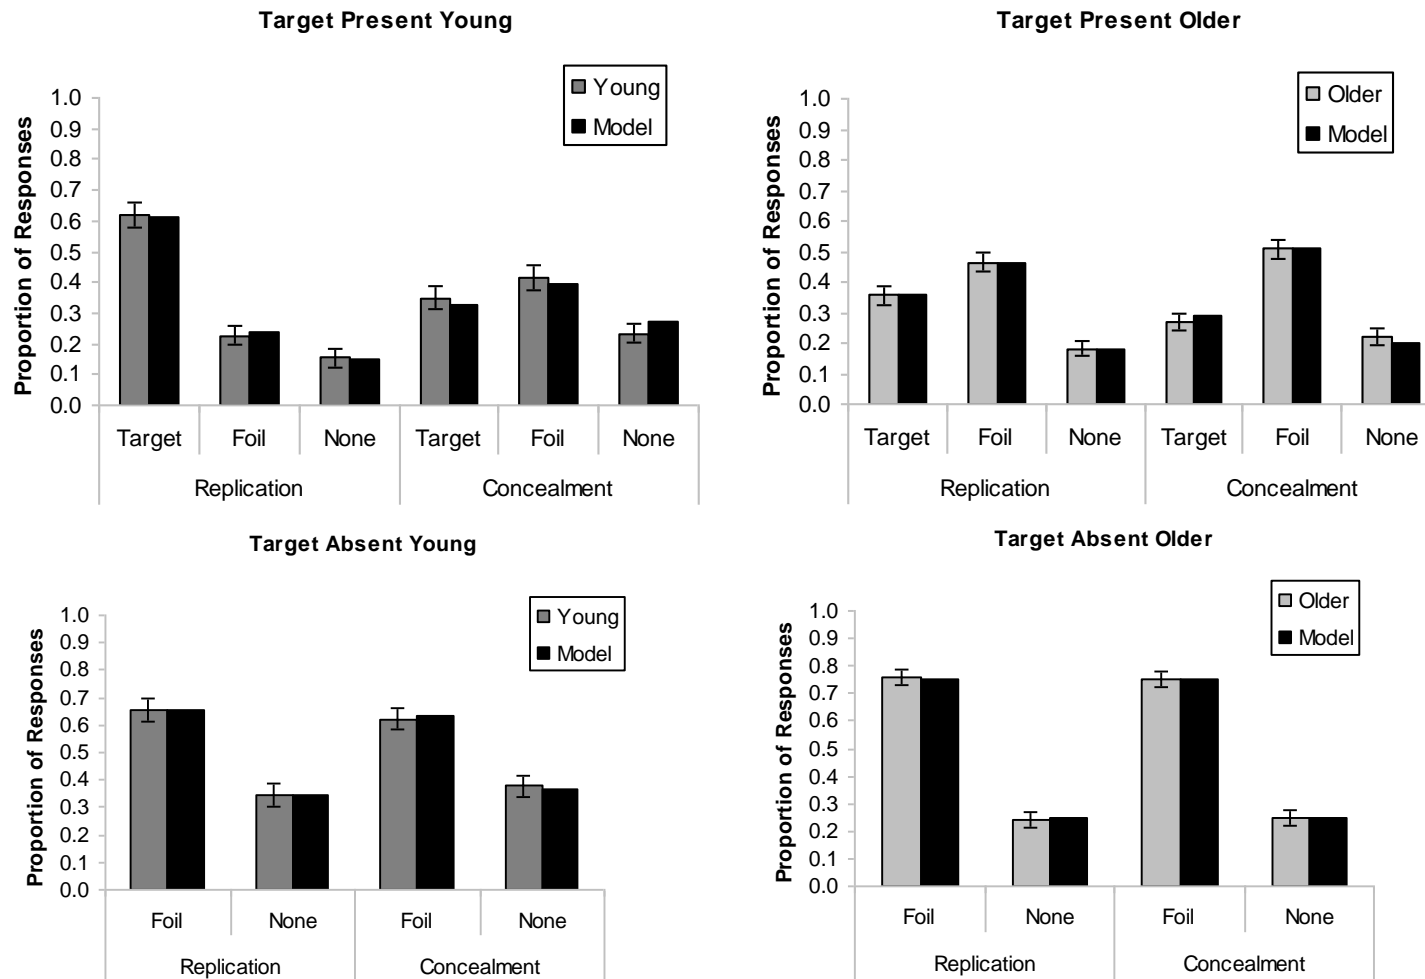 Target Present Young
Young
Model
Proportion of Responses
1.0
0.9
0.8
0.7
0.6
0.5
0.4
0.3
0.2
0.1
0.0
Target Foil None Target Foil None
Replication Concealment
Target Present Older
Older
Model
Proportion of Responses
1.0
0.9
0.8
0.7
0.6
0.5
0.4
0.3
0.2
0.1
0.0
Target Foil None Target Foil None
Replication Concealment
Target Absent Young
Young
Model
Proportion of Responses
1.0
0.9
0.8
0.7
0.6
0.5
0.4
0.3
0.2
0.1
0.0
Foil None Foil None
Replication Concealment
Target Absent Older
Older
Model
Proportion of Responses
1.0
0.9
0.8
0.7
0.6
0.5
0.4
0.3
0.2
0.1
0.0
Foil None Foil None
Replication Concealment